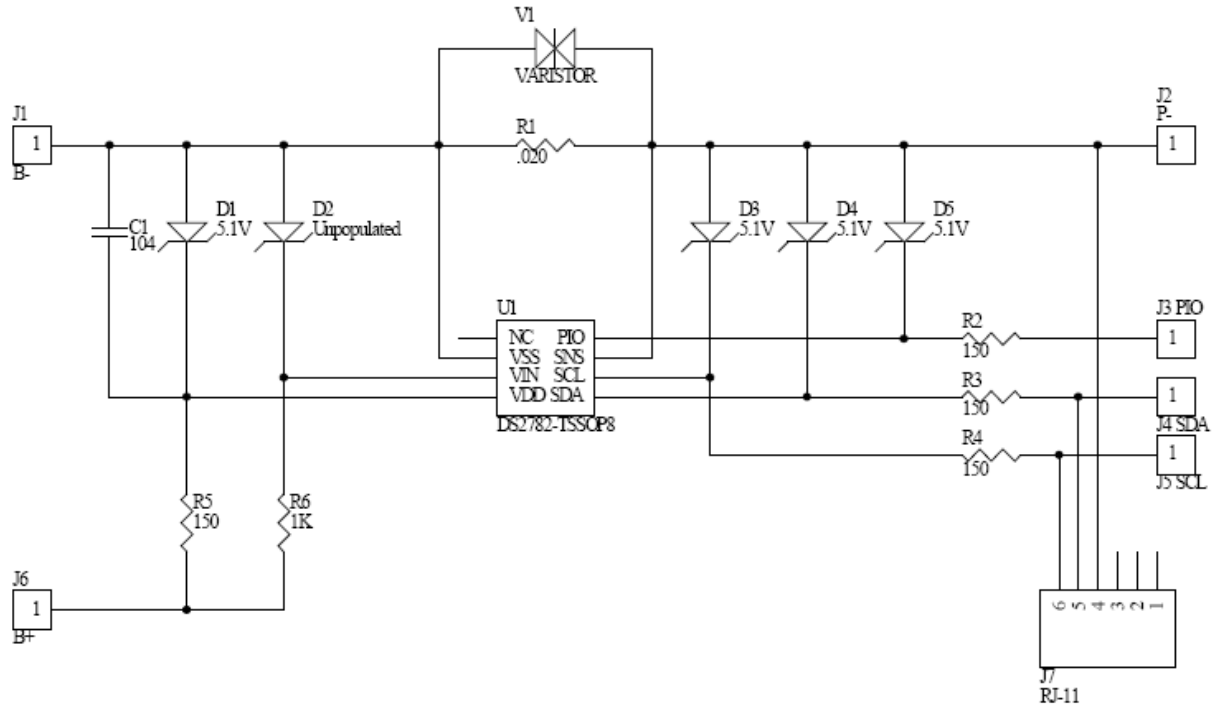 V1
VARISTOR
J1
1
B-
R1
.020
J2
P-
1
C1
104
D1
5.1V
D2
Unpopulated
D3
5.1V
D4
5.1V
D5
5.1V
U1
NC PIO
VSS SNS
VIN SCL
VDD SDA
DS2782-TSSOP8
R2
150
J3 PIO
1
R3
150
1
J4 SDA
R4
150
1
J5 SCL
R5
150
R6
1K
J6
1
B+
6 5 4 3 2 1
J7
RJ-11